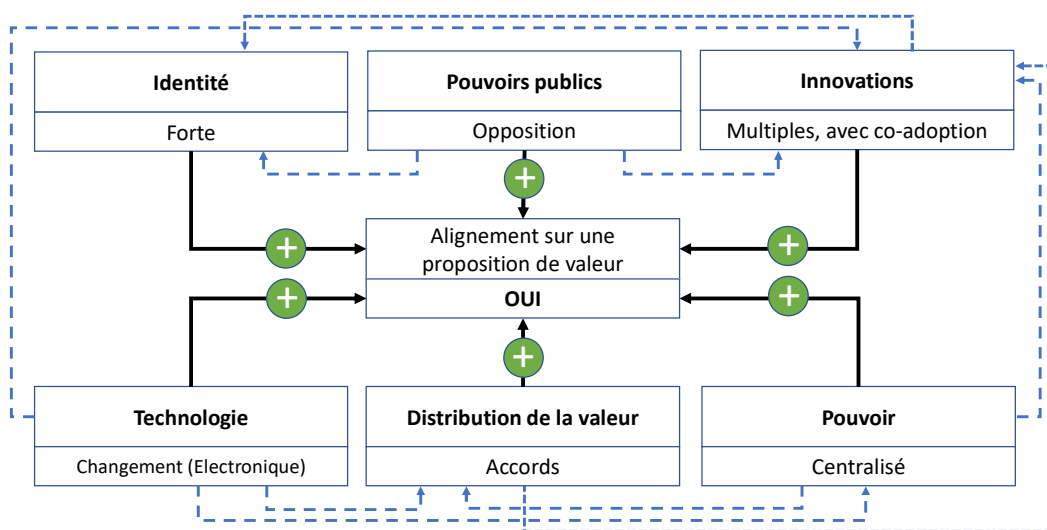 Identité
Forte
Pouvoirs publics
Opposition
Innovations
Multiples, avec co-adoption
+
+
+
Alignement sur une
proposition de valeur
OUI
+
+
+
Technologie
Changement (Electronique)
Distribution de la valeur
Accords
Pouvoir
Centralisé